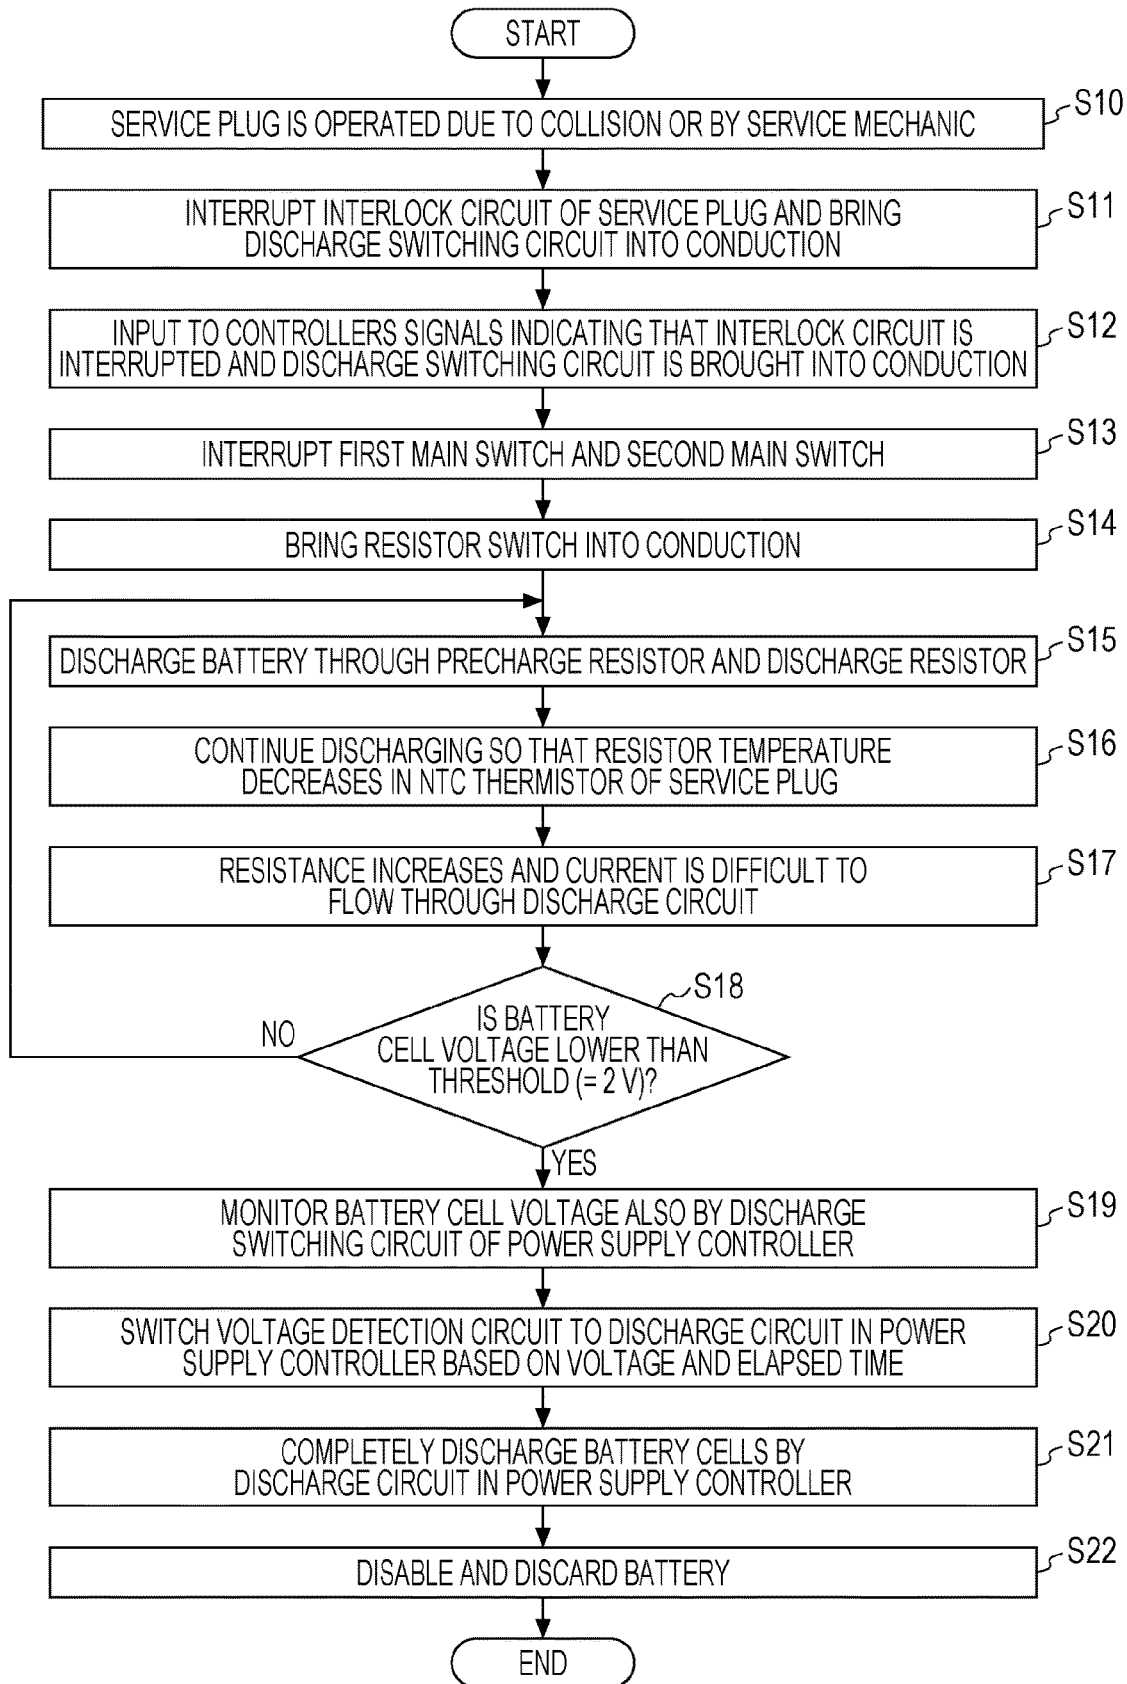 START
SERVICE PLUG IS OPERATED DUE TO COLLISION OR BY SERVICE MECHANIC
S10
INTERRUPT INTERLOCK CIRCUIT OF SERVICE PLUG AND BRING
DISCHARGE SWITCHING CIRCUIT INTO CONDUCTION
S11
INPUT TO CONTROLLERS SIGNALS INDICATING THAT INTERLOCK CIRCUIT IS
INTERRUPTED AND DISCHARGE SWITCHING CIRCUIT IS BROUGHT INTO CONDUCTION
S12
INTERRUPT FIRST MAIN SWITCH AND SECOND MAIN SWITCH
S13
BRING RESISTOR SWITCH INTO CONDUCTION
S14
DISCHARGE BATTERY THROUGH PRECHARGE RESISTOR AND DISCHARGE RESISTOR
S15
CONTINUE DISCHARGING SO THAT RESISTOR TEMPERATURE
DECREASES IN NTC THERMISTOR OF SERVICE PLUG
S16
RESISTANCE INCREASES AND CURRENT IS DIFFICULT TO
FLOW THROUGH DISCHARGE CIRCUIT
S17
S18
IS BATTERY
CELL VOLTAGE LOWER THAN
THRESHOLD (= 2 V)?
NO
YES
MONITOR BATTERY CELL VOLTAGE ALSO BY DISCHARGE
SWITCHING CIRCUIT OF POWER SUPPLY CONTROLLER
S19
SWITCH VOLTAGE DETECTION CIRCUIT TO DISCHARGE CIRCUIT IN POWER
SUPPLY CONTROLLER BASED ON VOLTAGE AND ELAPSED TIME
S20
COMPLETELY DISCHARGE BATTERY CELLS BY
DISCHARGE CIRCUIT IN POWER SUPPLY CONTROLLER
S21
DISABLE AND DISCARD BATTERY
S22
END